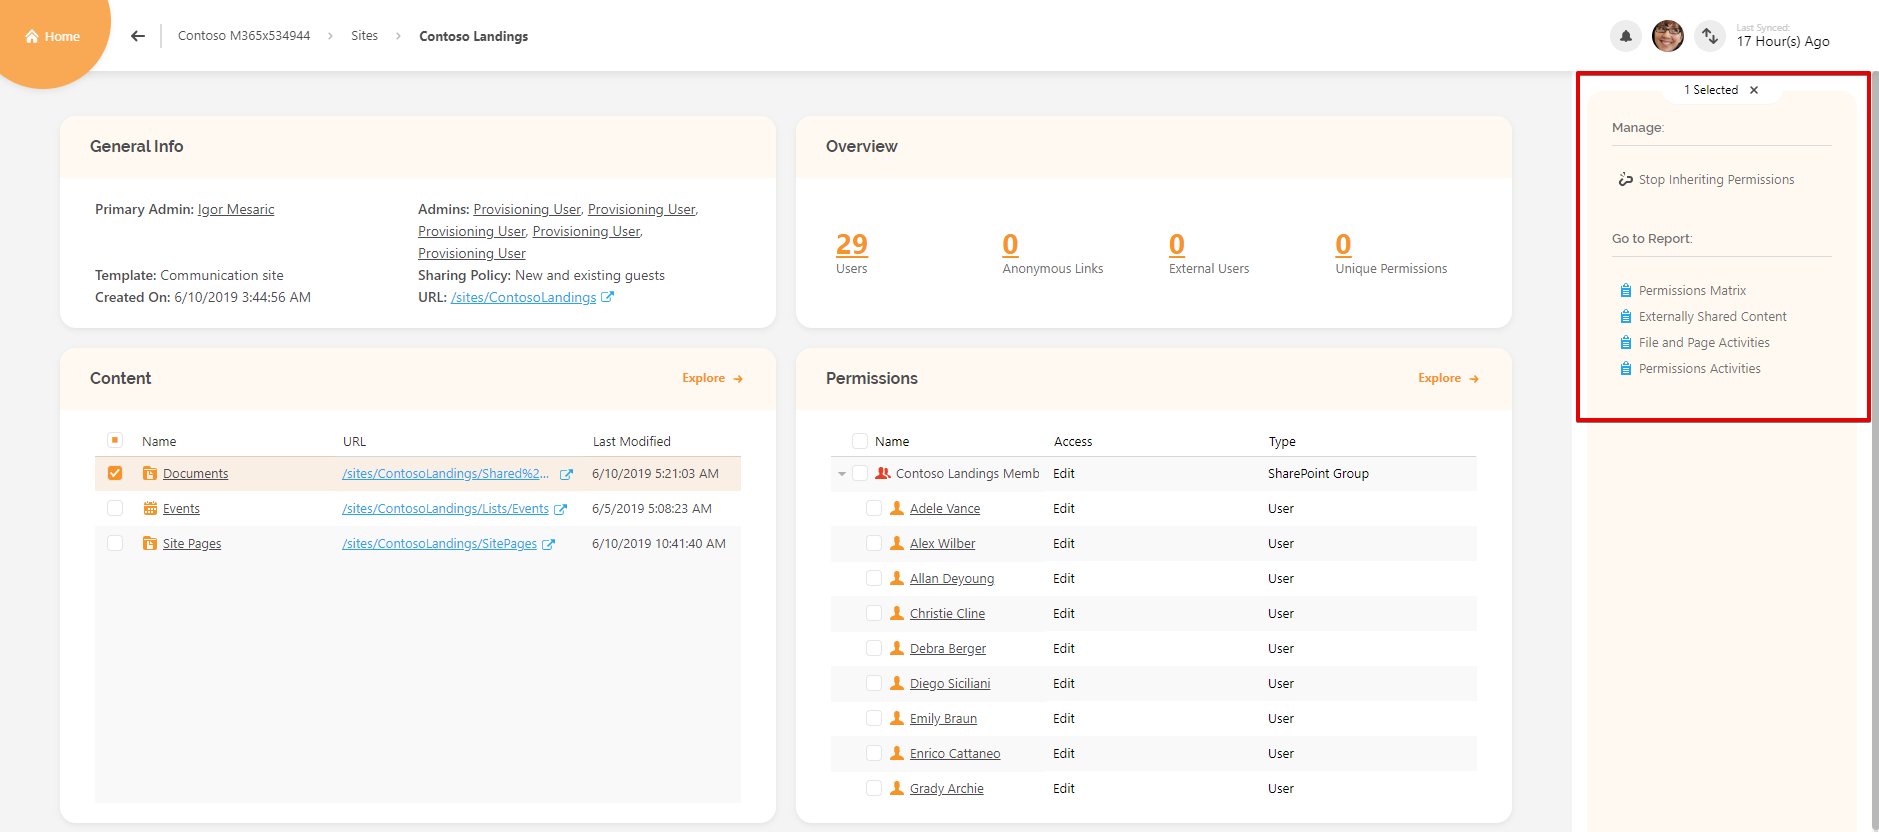 Home
Contoso M365x534944 > Sites > Contoso Landings
Last Synced:
17 Hour(s) Ago
General Info
Primary Admin: Igor Mesaric
Admins: Provisioning User, Provisioning User,
Provisioning User, Provisioning User,
Provisioning User
Template: Communication site
Sharing Policy: New and existing guests
Created On: 6/10/2019 3:44:56 AM
URL: /sites/ContosoLandings
Overview
29 0 0 0
Users Anonymous Links External Users Unique Permissions
Content Explore →
Name URL Last Modified
Documents /sites/ContosoLandings/Shared%2... 6/10/2019 5:21:03 AM
Events /sites/ContosoLandings/Lists/Events 6/5/2019 5:08:23 AM
Site Pages /sites/ContosoLandings/SitePages 6/10/2019 10:41:40 AM
Permissions Explore →
Name Access Type
Contoso Landings Memb Edit SharePoint Group
Adele Vance Edit User
Alex Wilber Edit User
Allan Deyoung Edit User
Christie Cline Edit User
Debra Berger Edit User
Diego Siciliani Edit User
Emily Braun Edit User
Enrico Cattaneo Edit User
Grady Archie Edit User
1 Selected ×
Manage:
Stop Inheriting Permissions
Go to Report:
Permissions Matrix
Externally Shared Content
File and Page Activities
Permissions Activities